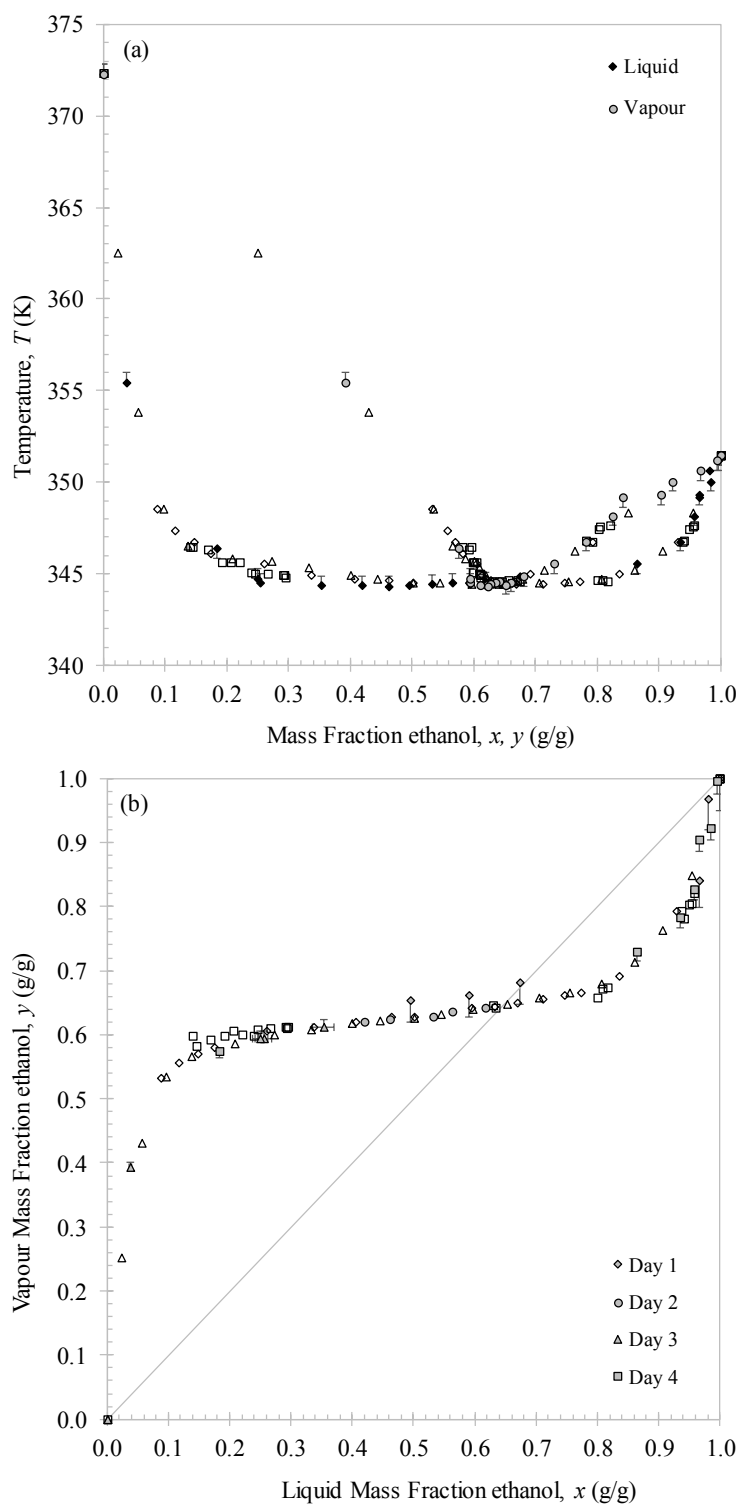 (a)
Liquid
Vapour
375
370
365
360
355
350
345
340
Temperature, T (K)
0.0 0.1 0.2 0.3 0.4 0.5 0.6 0.7 0.8 0.9 1.0
Mass Fraction ethanol, x, y (g/g)
(b)
1.0
0.9
0.8
0.7
0.6
0.5
0.4
0.3
0.2
0.1
0.0
Vapour Mass Fraction ethanol, y (g/g)
Day 1
Day 2
Day 3
Day 4
0.0 0.1 0.2 0.3 0.4 0.5 0.6 0.7 0.8 0.9 1.0
Liquid Mass Fraction ethanol, x (g/g)